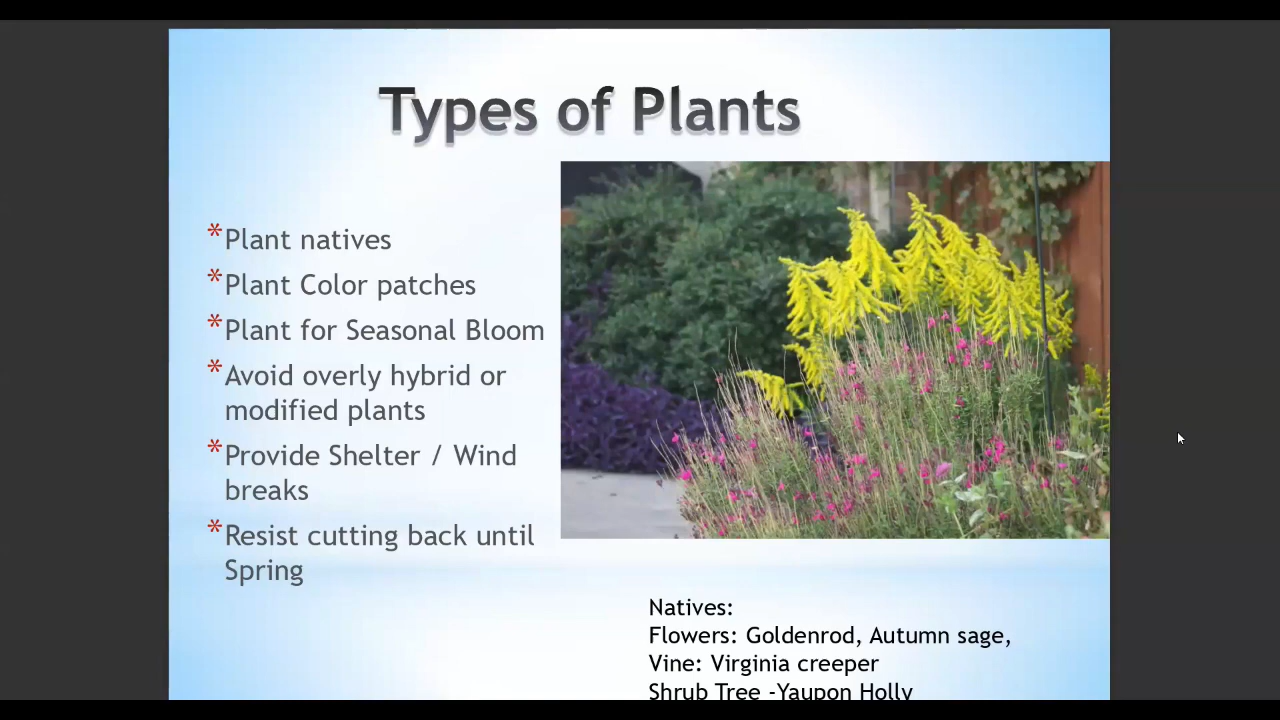 Types of Plants
*Plant natives
*Plant Color patches
*Plant for Seasonal Bloom
*Avoid overly hybrid or
modified plants
*Provide Shelter / Wind
breaks
*Resist cutting back until
Spring
Natives:
Flowers: Goldenrod, Autumn sage,
Vine: Virginia creeper
Shrub Tree -Yaupon Holly